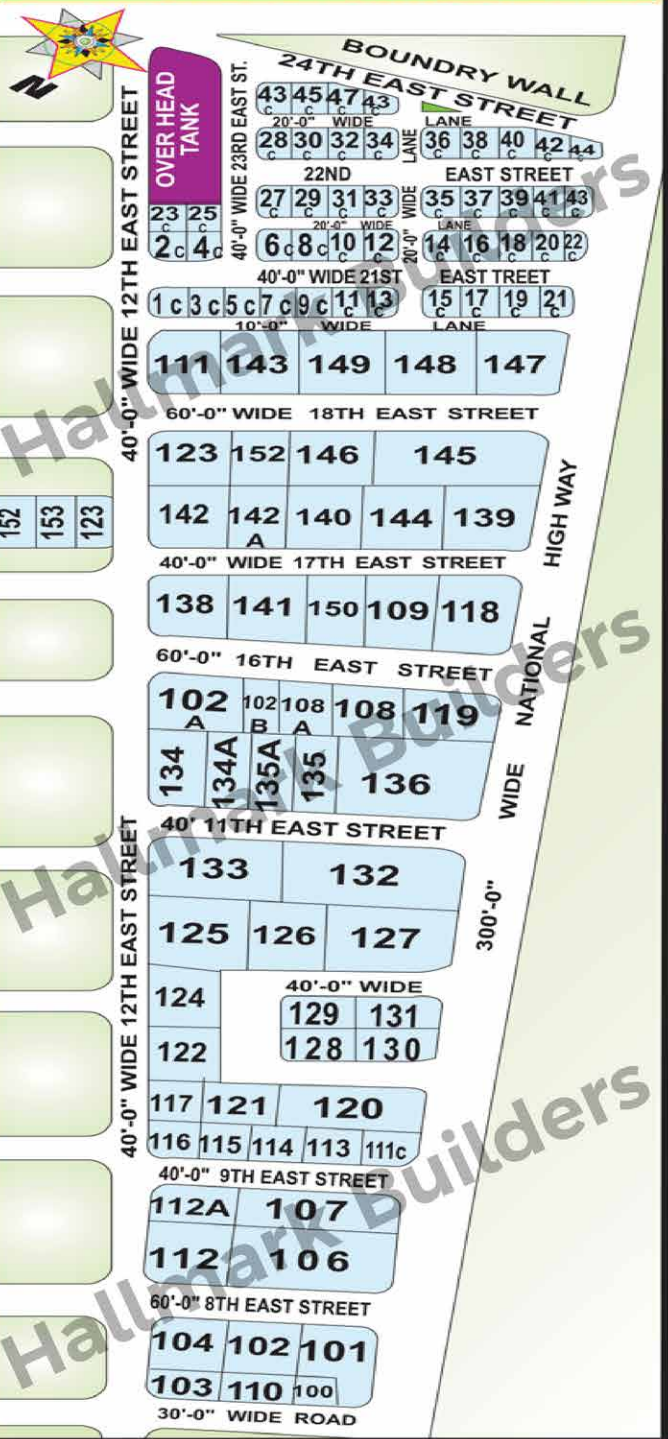 N
BOUNDRY WALL
24TH EAST STREET
OVER HEAD
TANK
40'-0" WIDE 23RD EAST ST.
40'-0" WIDE 12TH EAST STREET
43 45 47 43
C C C C
20'-0" WIDE LANE
28 30 32 34 36 38 40 42 44
C C C C C C C C C
LANE
22ND EAST STREET
23 25
C C
27 29 31 33 35 37 39 41 43
C C C C C C C C C
20'-0" WIDE LANE
20'-0" WIDE
2 C 4 C 6 C 8 C 10 12 14 16 18 20 22
C C C C C C C
40'-0" WIDE 21ST EAST TREET
1 C 3 C 5 C 7 C 9 C 11 13 15 17 19 21
C C C C C C
10'-0" WIDE LANE
111 143 149 148 147
60'-0" WIDE 18TH EAST STREET
123 152 146 145
142 142 140 144 139
A
152 153 123
40'-0" WIDE 17TH EAST STREET
138 141 150 109 118
60'-0" 16TH EAST STREET
102 102 108 108 119
A B A
134 134A 135A 135 136
40' 11TH EAST STREET
300'-0" WIDE NATIONAL HIGH WAY
133 132
125 126 127
40'-0" WIDE 12TH EAST STREET
124
40'-0" WIDE
129 131
122
128 130
117 121 120
116 115 114 113 111c
40'-0" 9TH EAST STREET
112A 107
112 106
60'-0" 8TH EAST STREET
104 102 101
103 110 100
30'-0" WIDE ROAD
Hallmark Builders
Hallmark Builders
Hallmark Builders